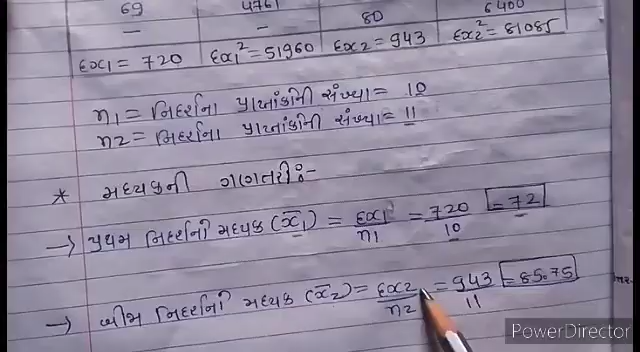 69 4761 80 6400
— —
Σx1 = 720 Σx1² = 51960 Σx2 = 943 Σx2² = 81085
n1 = નિદર્શના પ્રાપ્તાંકોની સંખ્યા = 10
n2 = નિદર્શના પ્રાપ્તાંકોની સંખ્યા = 11
* મધ્યકની ગણતરી:-
→ પ્રથમ નિદર્શનો મધ્યક (x̄1) = Σx1/n1 = 720/10 = 72
→ બીજા નિદર્શનો મધ્યક (x̄2) = Σx2/n2 = 943/11 = 85.75
PowerDirector